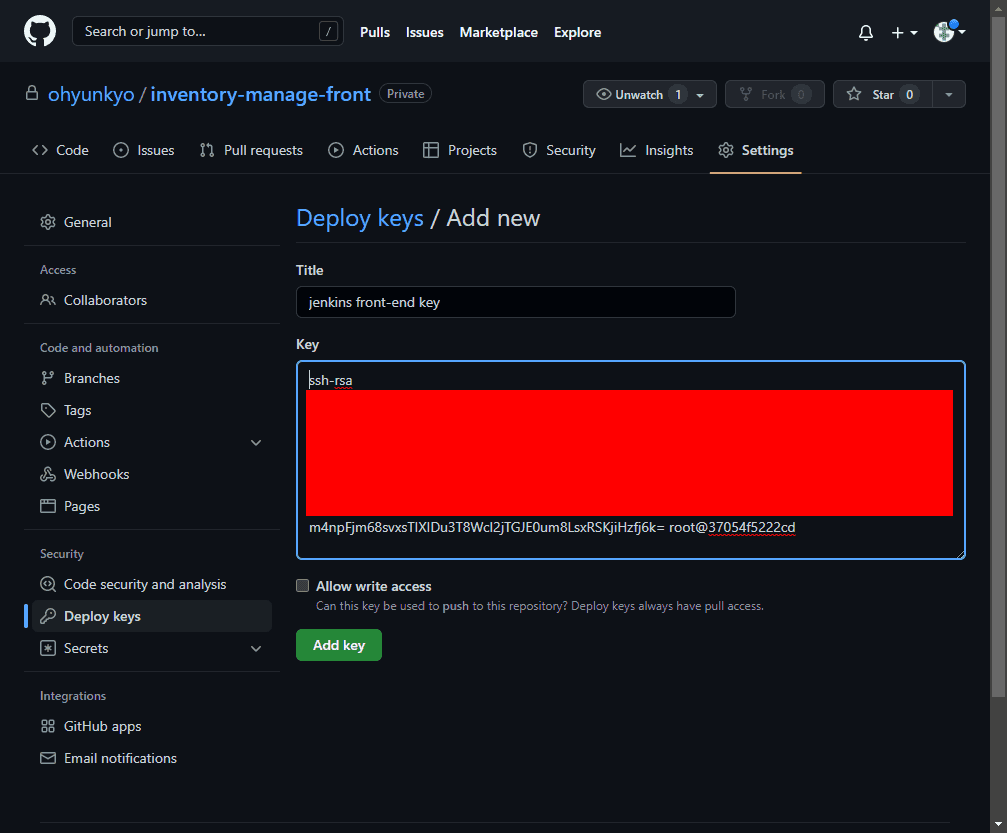 Search or jump to... /
Pulls Issues Marketplace Explore
ohyunkyo / inventory-manage-front Private
Unwatch 1 Fork 0 Star 0
Code Issues Pull requests Actions Projects Security Insights Settings
General
Access
Collaborators
Code and automation
Branches
Tags
Actions
Webhooks
Pages
Security
Code security and analysis
Deploy keys
Secrets
Integrations
GitHub apps
Email notifications
Deploy keys / Add new
Title
jenkins front-end key
Key
ssh-rsa
m4npFjm68svxsTlXIDu3T8Wcl2jTGJE0um8LsxRSKjiHzfj6k= root@37054f5222cd
Allow write access
Can this key be used to push to this repository? Deploy keys always have pull access.
Add key